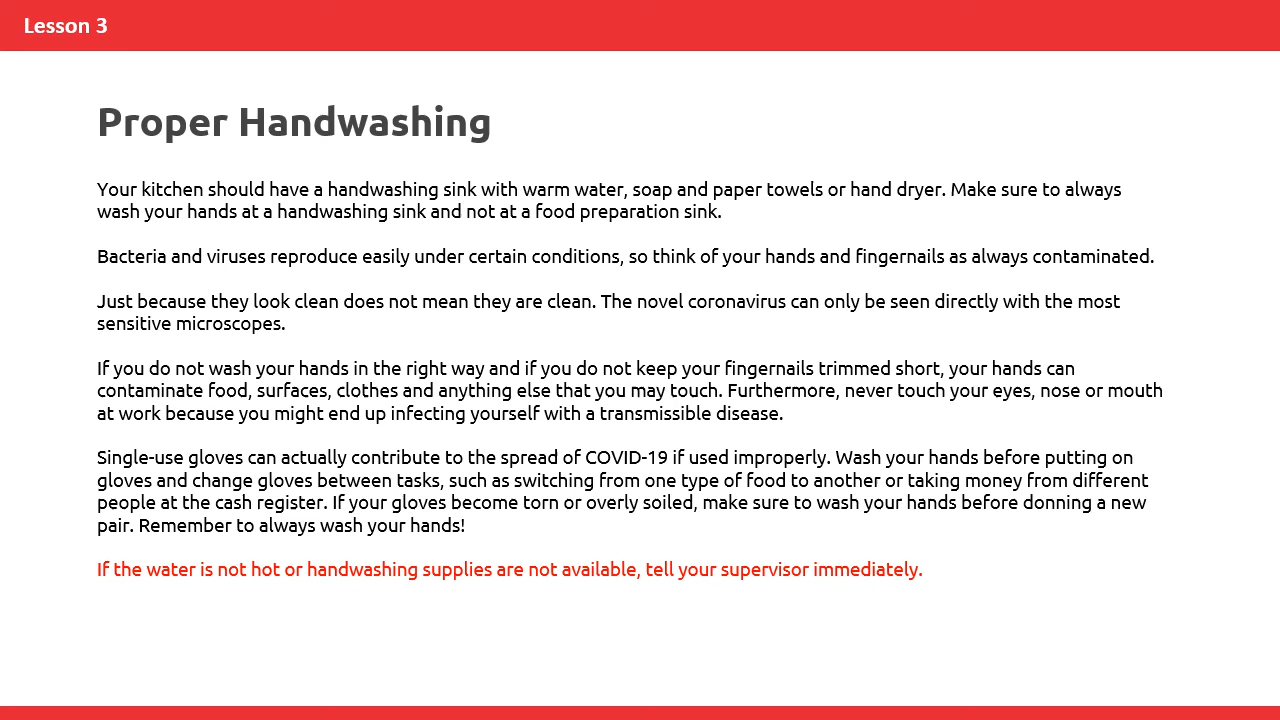 Lesson 3
Proper Handwashing
Your kitchen should have a handwashing sink with warm water, soap and paper towels or hand dryer. Make sure to always
wash your hands at a handwashing sink and not at a food preparation sink.
Bacteria and viruses reproduce easily under certain conditions, so think of your hands and fingernails as always contaminated.
Just because they look clean does not mean they are clean. The novel coronavirus can only be seen directly with the most
sensitive microscopes.
If you do not wash your hands in the right way and if you do not keep your fingernails trimmed short, your hands can
contaminate food, surfaces, clothes and anything else that you may touch. Furthermore, never touch your eyes, nose or mouth
at work because you might end up infecting yourself with a transmissible disease.
Single-use gloves can actually contribute to the spread of COVID-19 if used improperly. Wash your hands before putting on
gloves and change gloves between tasks, such as switching from one type of food to another or taking money from different
people at the cash register. If your gloves become torn or overly soiled, make sure to wash your hands before donning a new
pair. Remember to always wash your hands!
If the water is not hot or handwashing supplies are not available, tell your supervisor immediately.